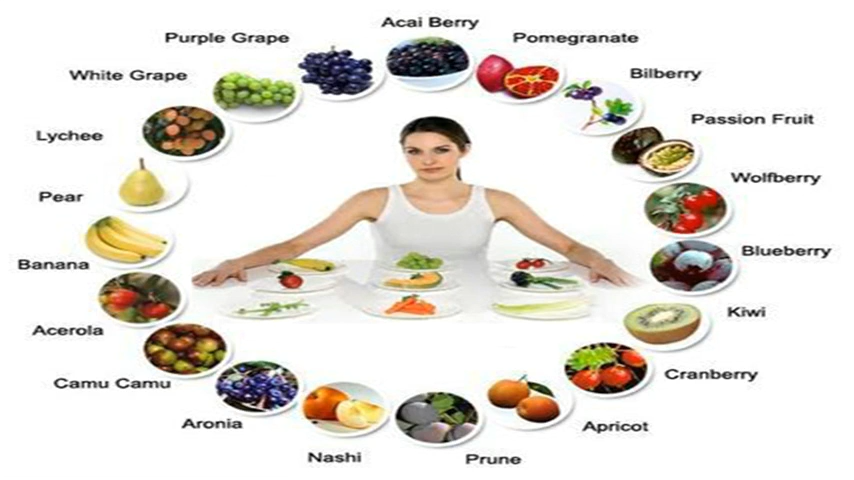 Acai Berry
Purple Grape
Pomegranate
White Grape
Bilberry
Lychee
Passion Fruit
Pear
Wolfberry
Banana
Blueberry
Acerola
Kiwi
Camu Camu
Cranberry
Aronia
Apricot
Nashi
Prune